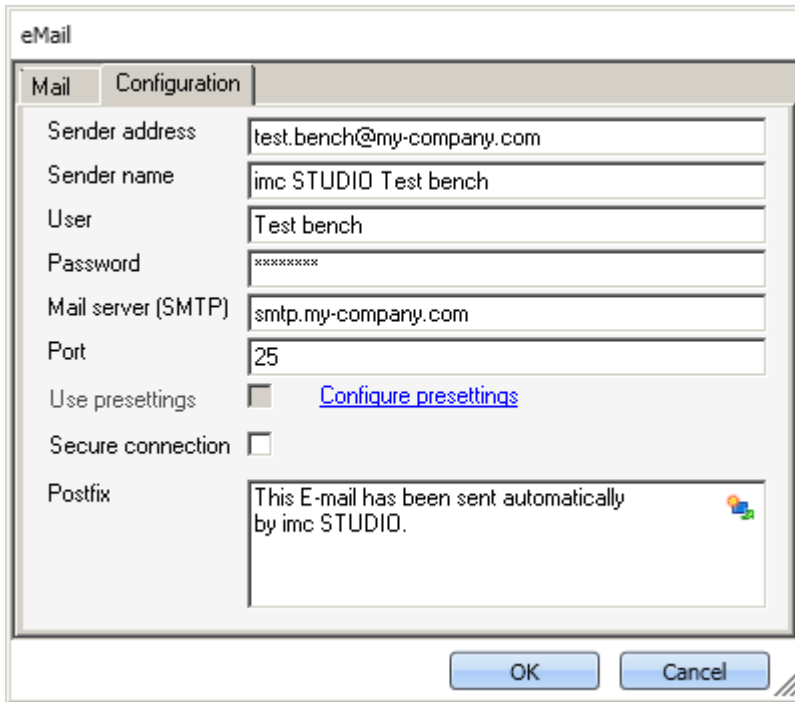 eMail
Mail Configuration
Sender address test.bench@my-company.com
Sender name imc STUDIO Test bench
User Test bench
Password ********
Mail server (SMTP) smtp.my-company.com
Port 25
Use presettings Configure presettings
Secure connection
Postfix This E-mail has been sent automatically
by imc STUDIO.
OK Cancel